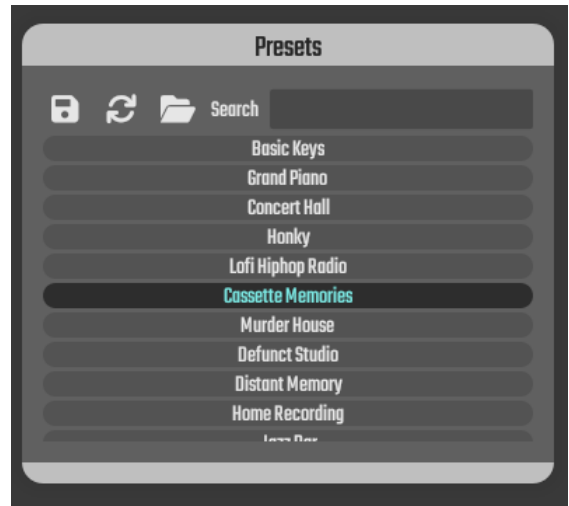 Presets
Search
Basic Keys
Grand Piano
Concert Hall
Honky
Lofi Hiphop Radio
Cassette Memories
Murder House
Defunct Studio
Distant Memory
Home Recording